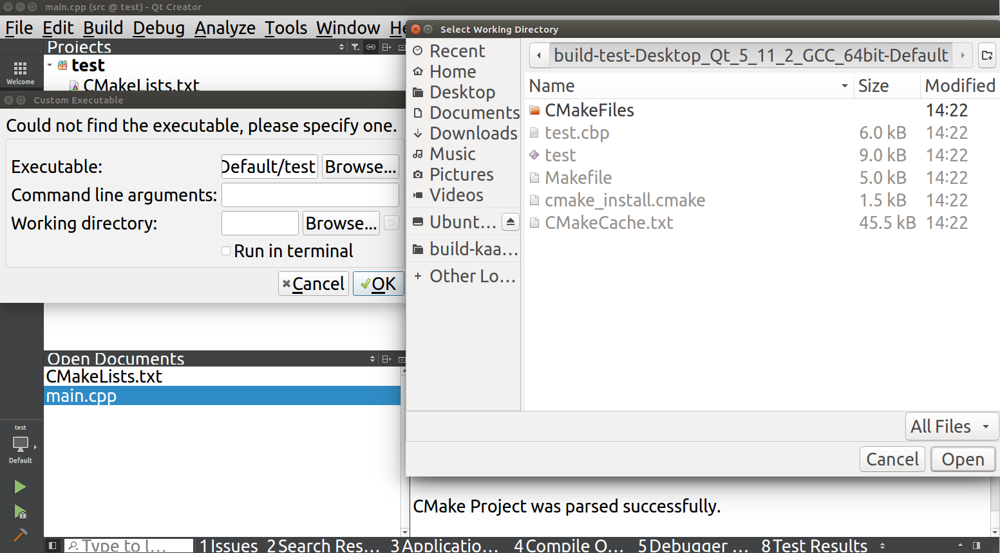 main.cpp (src @ test) - Qt Creator
File Edit Build Debug Analyze Tools Window
Projects
Welcome
test
CMakeLists.txt
Custom Executable
Could not find the executable, please specify one.
Executable: Default/test Browse...
Command line arguments:
Working directory: Browse...
Run in terminal
Cancel OK
Open Documents
CMakeLists.txt
main.cpp
test
Default
Select Working Directory
Recent
Home
Desktop
Documents
Downloads
Music
Pictures
Videos
Ubunt...
build-kaa...
+ Other Lo...
build-test-Desktop_Qt_5_11_2_GCC_64bit-Default
Name Size Modified
CMakeFiles 14:22
test.cbp 6.0 kB 14:22
test 9.0 kB 14:22
Makefile 5.0 kB 14:22
cmake_install.cmake 1.5 kB 14:22
CMakeCache.txt 45.5 kB 14:22
All Files
Cancel Open
CMake Project was parsed successfully.
Type to l... 1 Issues 2 Search Res... 3 Applicatio... 4 Compile O... 5 Debugger ... 8 Test Results